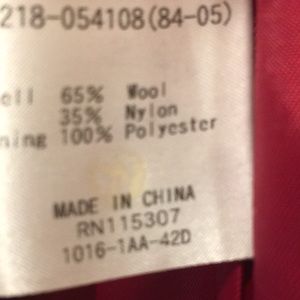 218-054108(84-05)
ell 65% Wool
35% Nylon
ning 100% Polyester
MADE IN CHINA
RN115307
1016-1AA-42D